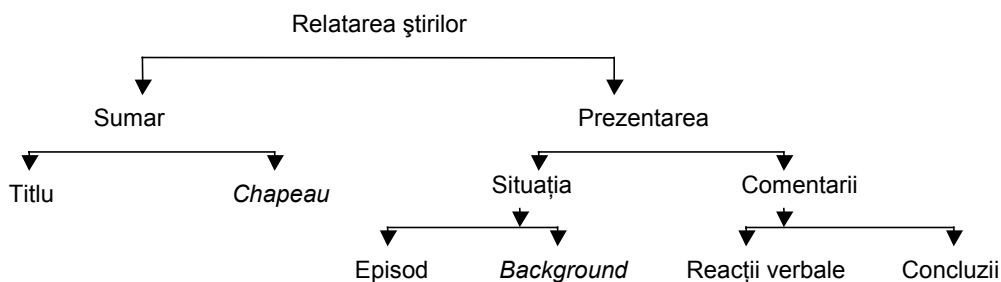 Relatarea ştirilor
Sumar Prezentarea
Titlu Chapeau Situația Comentarii
Episod Background Reacții verbale Concluzii